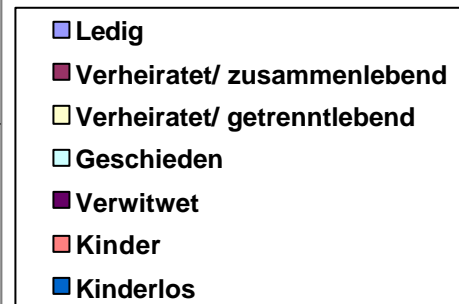 Ledig
Verheiratet/ zusammenlebend
Verheiratet/ getrenntlebend
Geschieden
Verwitwet
Kinder
Kinderlos